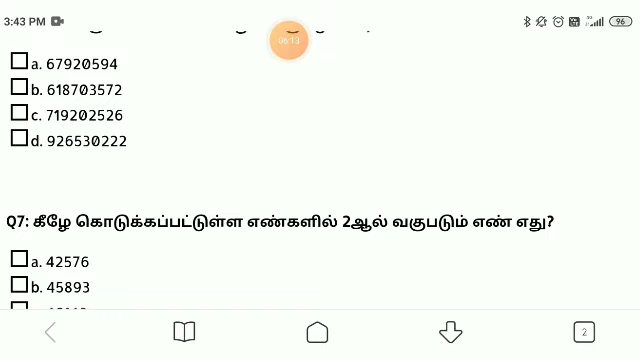 3:43 PM
96
06:13
a. 67920594
b. 618703572
c. 719202526
d. 926530222
Q7: கீழே கொடுக்கப்பட்டுள்ள எண்களில் 2ஆல் வகுபடும் எண் எது?
a. 42576
b. 45893
2